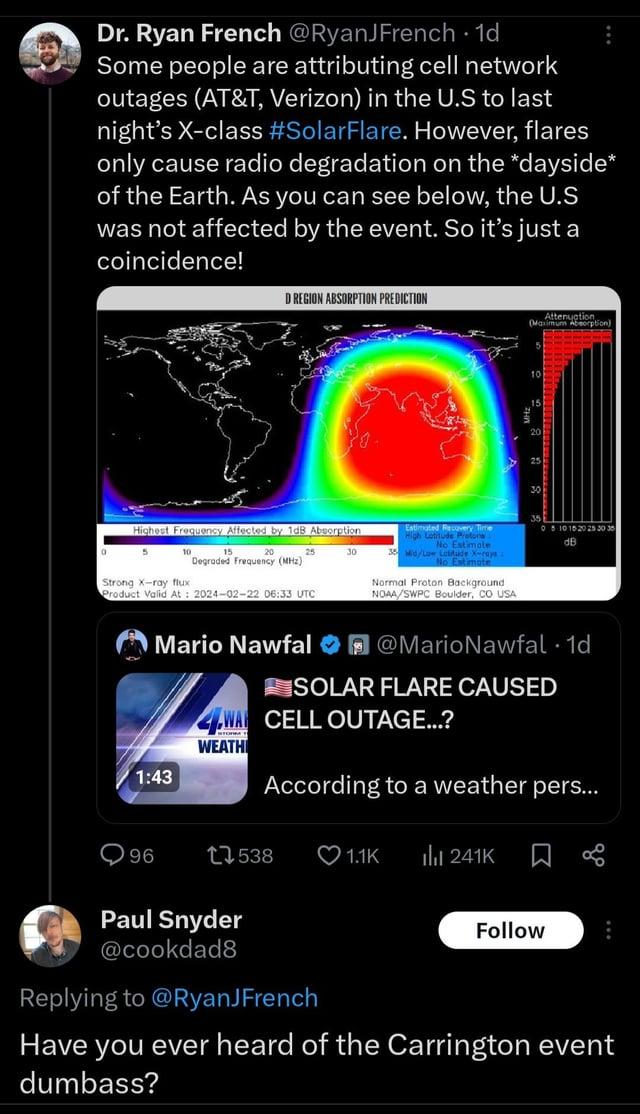 Dr. Ryan French @RyanJFrench · 1d
Some people are attributing cell network
outages (AT&T, Verizon) in the U.S to last
night's X-class #SolarFlare. However, flares
only cause radio degradation on the *dayside*
of the Earth. As you can see below, the U.S
was not affected by the event. So it's just a
coincidence!
D REGION ABSORPTION PREDICTION
Attenuation
(Maximum Absorption)
5
10
15
20
25
30
35
MHz
0 5 10 15 20 25 30 35
dB
Highest Frequency Affected by 1dB Absorption
0 5 10 15 20 25 30 35
Degraded Frequency (MHz)
Estimated Recovery Time
High Latitude Protons :
No Estimate
Mid/Low Latitude X-rays :
No Estimate
Strong X-ray flux
Product Valid At : 2024-02-22 06:33 UTC
Normal Proton Background
NOAA/SWPC Boulder, CO USA
Mario Nawfal @MarioNawfal · 1d
4WAR
STORM
WEATH
1:43
🇺🇸SOLAR FLARE CAUSED
CELL OUTAGE...?
According to a weather pers...
96 538 1.1K 241K
Paul Snyder
@cookdad8
Follow
Replying to @RyanJFrench
Have you ever heard of the Carrington event
dumbass?